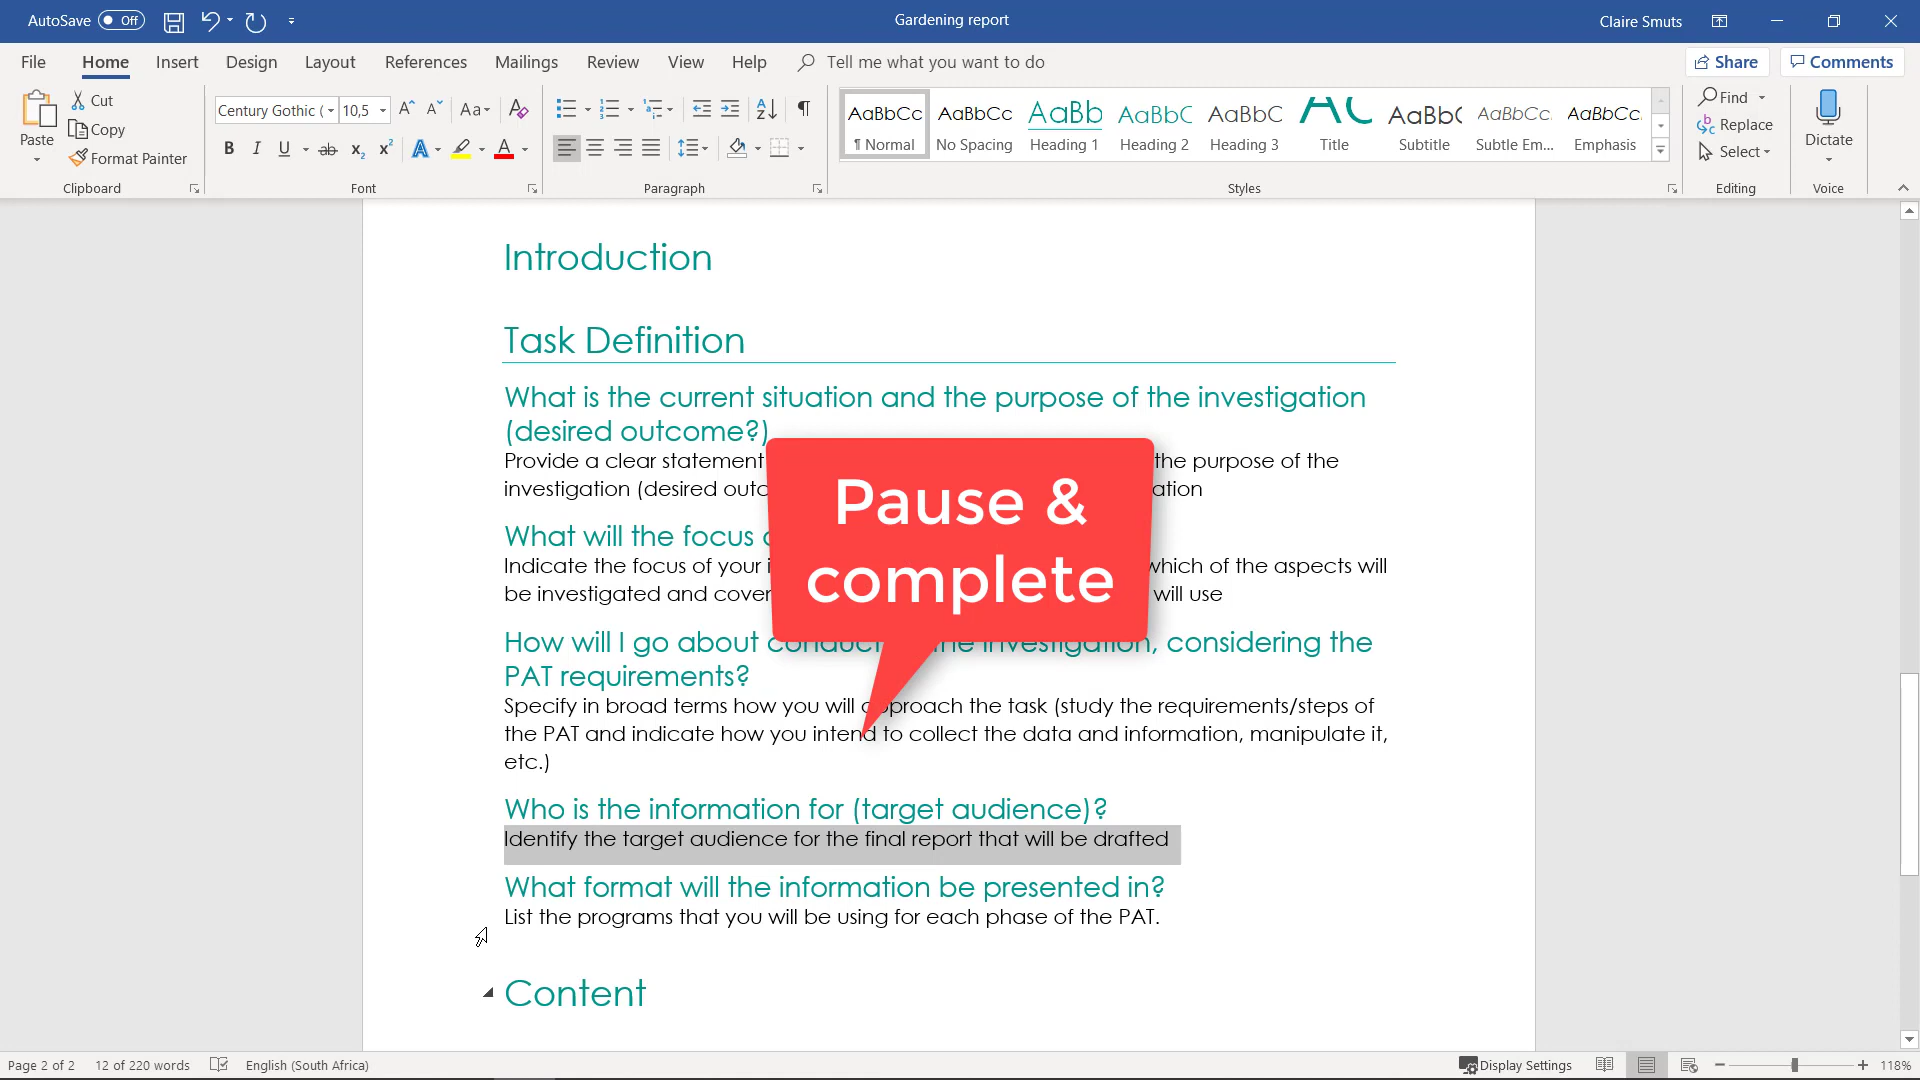 AutoSave Off
Gardening report
Claire Smuts
File Home Insert Design Layout References Mailings Review View Help Tell me what you want to do
Share Comments
Paste
Cut
Copy
Format Painter
Clipboard
Century Gothic ( 10,5
Font
Paragraph
AaBbCc AaBbCc AaBb AaBbC AaBbC AaBbC AaBbCc AaBbCc
¶ Normal No Spacing Heading 1 Heading 2 Heading 3 Title Subtitle Subtle Em... Emphasis
Styles
Find
Replace
Select
Editing
Dictate
Voice
Introduction
Task Definition
What is the current situation and the purpose of the investigation
(desired outcome?)
Provide a clear statement the purpose of the
investigation (desired
What will the focus
Indicate the focus of your which of the aspects will
be investigated and will use
How will I go about the investigation, considering the
PAT requirements?
Specify in broad terms how you will approach the task (study the requirements/steps of
the PAT and indicate how you intend to collect the data and information, manipulate it,
etc.)
Who is the information for (target audience)?
Identify the target audience for the final report that will be drafted
What format will the information be presented in?
List the programs that you will be using for each phase of the PAT.
Content
Pause &
complete
Page 2 of 2 12 of 220 words English (South Africa) Display Settings 118%